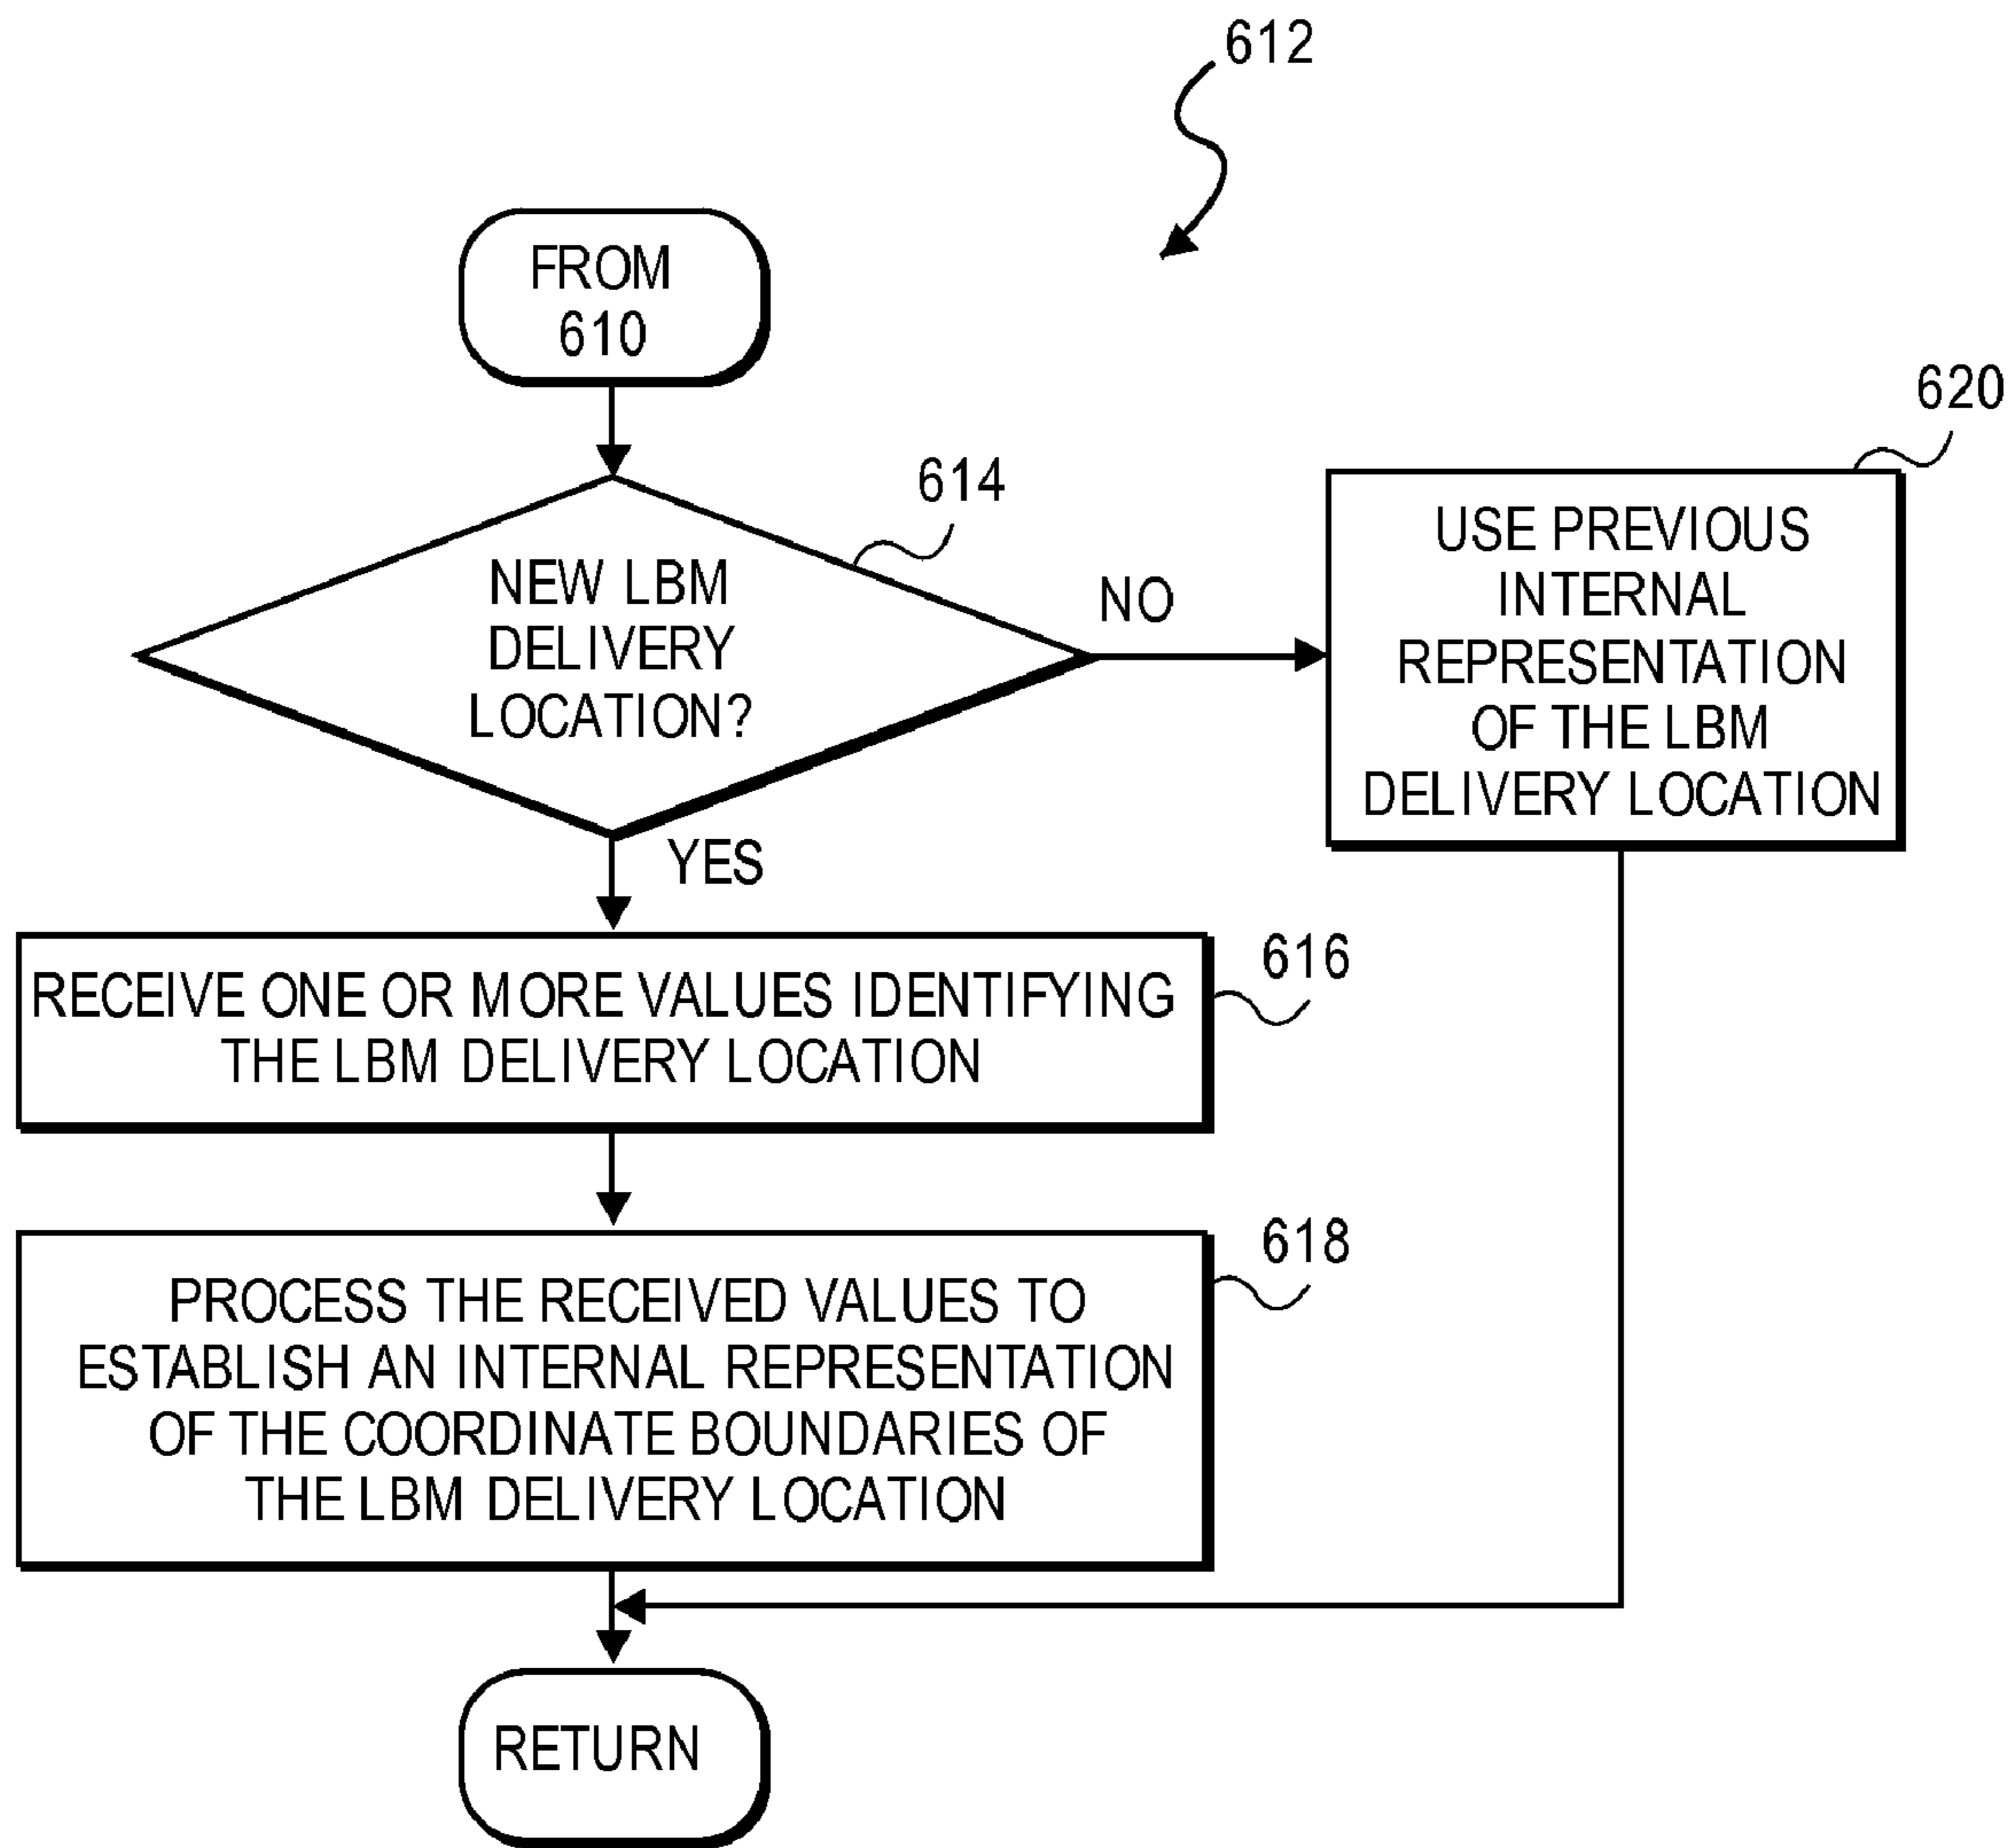 612
FROM
610
614
NEW LBM
DELIVERY
LOCATION?
NO
620
USE PREVIOUS
INTERNAL
REPRESENTATION
OF THE LBM
DELIVERY LOCATION
YES
616
RECEIVE ONE OR MORE VALUES IDENTIFYING
THE LBM DELIVERY LOCATION
618
PROCESS THE RECEIVED VALUES TO
ESTABLISH AN INTERNAL REPRESENTATION
OF THE COORDINATE BOUNDARIES OF
THE LBM DELIVERY LOCATION
RETURN